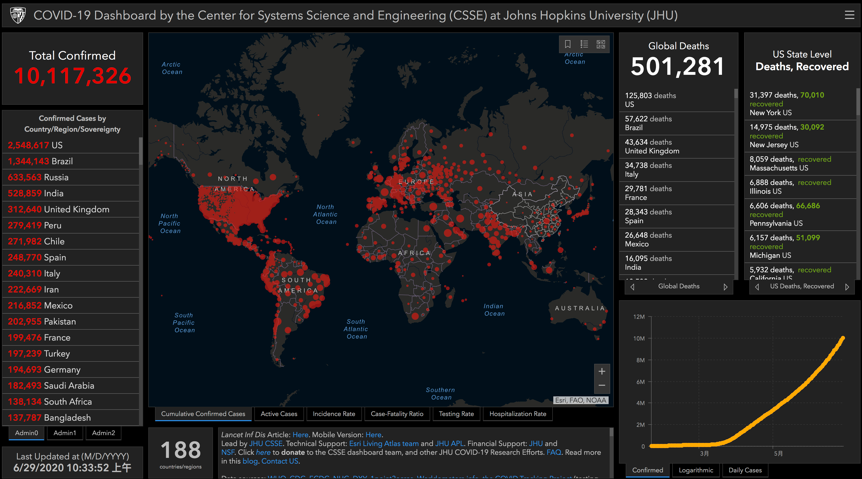 COVID-19 Dashboard by the Center for Systems Science and Engineering (CSSE) at Johns Hopkins University (JHU)
Total Confirmed
10,117,326
Confirmed Cases by
Country/Region/Sovereignty
2,548,617 US
1,344,143 Brazil
633,563 Russia
528,859 India
312,640 United Kingdom
279,419 Peru
271,982 Chile
248,770 Spain
240,310 Italy
222,669 Iran
216,852 Mexico
202,955 Pakistan
199,476 France
197,239 Turkey
194,693 Germany
182,493 Saudi Arabia
138,134 South Africa
137,787 Bangladesh
Admin0
Admin1
Admin2
Last Updated at (M/D/YYYY)
6/29/2020 10:33:52 上午
Arctic
Ocean
Arctic
Ocean
NORTH
AMERICA
EUROPE
ASIA
North
Pacific
Ocean
North
Atlantic
Ocean
AFRICA
SOUTH
AMERICA
Indian
Ocean
AUSTRALIA
South
Pacific
Ocean
South
Atlantic
Ocean
Southern
Ocean
+
−
Esri, FAO, NOAA
Cumulative Confirmed Cases
Active Cases
Incidence Rate
Case-Fatality Ratio
Testing Rate
Hospitalization Rate
188
countries/regions
Lancet Inf Dis Article: Here. Mobile Version: Here.
Lead by JHU CSSE. Technical Support: Esri Living Atlas team and JHU APL. Financial Support: JHU and
NSF. Click here to donate to the CSSE dashboard team, and other JHU COVID-19 Research Efforts. FAQ. Read more
in this blog. Contact US.
Global Deaths
501,281
125,803 deaths
US
57,622 deaths
Brazil
43,634 deaths
United Kingdom
34,738 deaths
Italy
29,781 deaths
France
28,343 deaths
Spain
26,648 deaths
Mexico
16,095 deaths
India
Global Deaths
US State Level
Deaths, Recovered
31,397 deaths, 70,010
recovered
New York US
14,975 deaths, 30,092
recovered
New Jersey US
8,059 deaths, recovered
Massachusetts US
6,888 deaths, recovered
Illinois US
6,606 deaths, 66,686
recovered
Pennsylvania US
6,157 deaths, 51,099
recovered
Michigan US
5,932 deaths, recovered
California US
US Deaths, Recovered
12M
10M
8M
6M
4M
2M
0
3月
5月
Confirmed
Logarithmic
Daily Cases